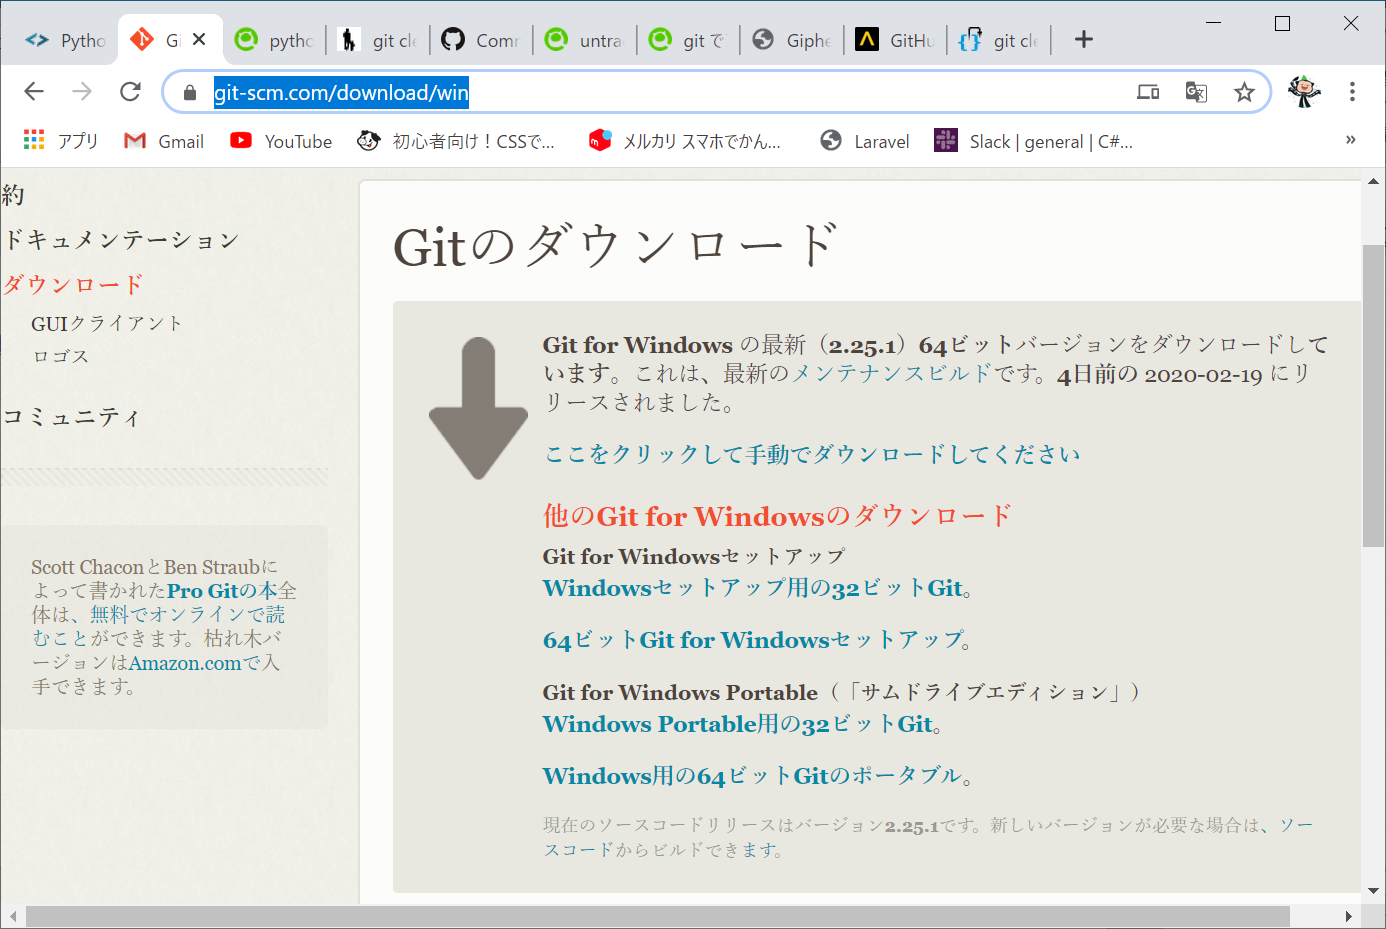 Pytho
Gi
pytho
git cle
Comm
untra
git で
Giphe
GitHu
git cle
git-scm.com/download/win
アプリ
Gmail
YouTube
初心者向け！CSSで...
メルカリ スマホでかん...
Laravel
Slack | general | C#...
»
約
ドキュメンテーション
ダウンロード
GUIクライアント
ロゴス
コミュニティ
Scott ChaconとBen Straubに
よって書かれたPro Gitの本全
体は、無料でオンラインで読
むことができます。枯れ木バ
ージョンはAmazon.comで入
手できます。
Gitのダウンロード
Git for Windows の最新（2.25.1）64ビットバージョンをダウンロードして
います。これは、最新のメンテナンスビルドです。4日前の 2020-02-19 にリ
リースされました。
ここをクリックして手動でダウンロードしてください
他のGit for Windowsのダウンロード
Git for Windowsセットアップ
Windowsセットアップ用の32ビットGit。
64ビットGit for Windowsセットアップ。
Git for Windows Portable（「サムドライブエディション」）
Windows Portable用の32ビットGit。
Windows用の64ビットGitのポータブル。
現在のソースコードリリースはバージョン2.25.1です。新しいバージョンが必要な場合は、ソー
スコードからビルドできます。